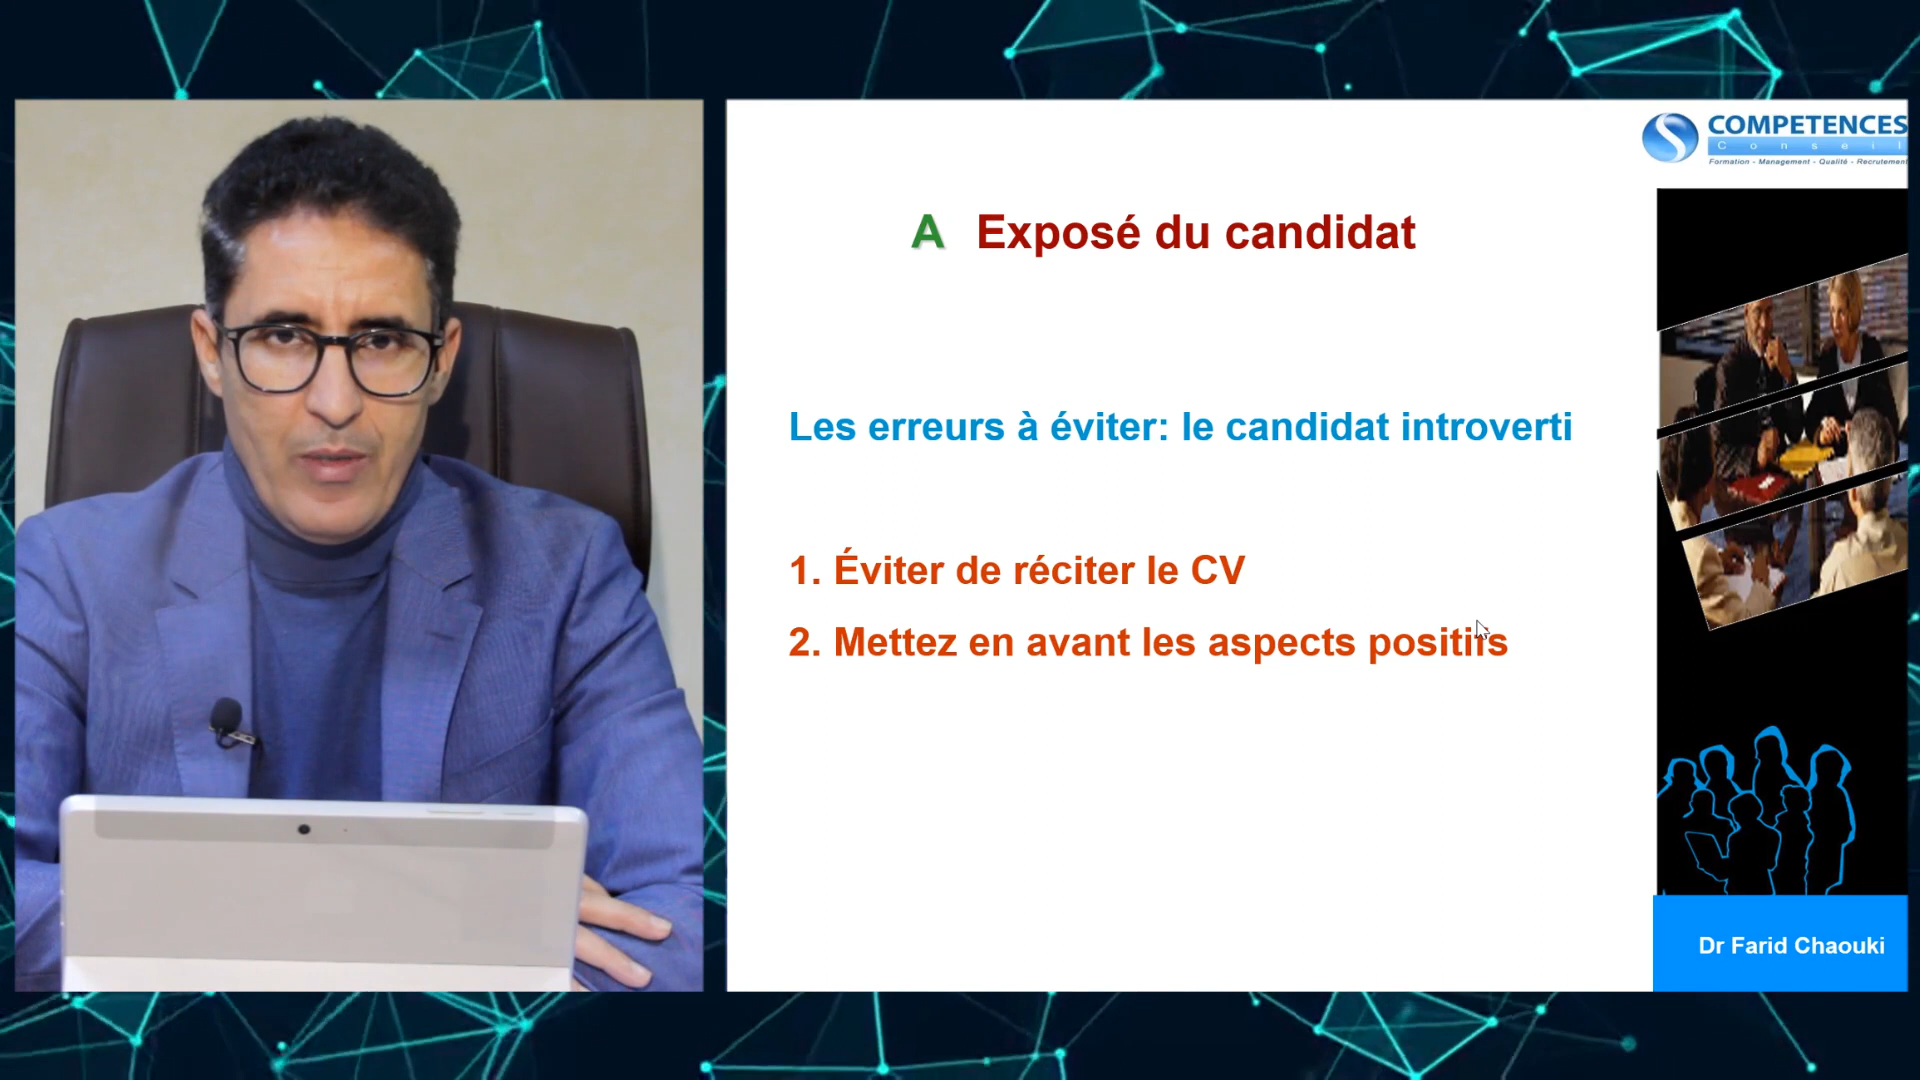 COMPETENCES
Conseil
Formation - Management - Qualité - Recrutement
A Exposé du candidat
Les erreurs à éviter: le candidat introverti
1. Éviter de réciter le CV
2. Mettez en avant les aspects positifs
Dr Farid Chaouki